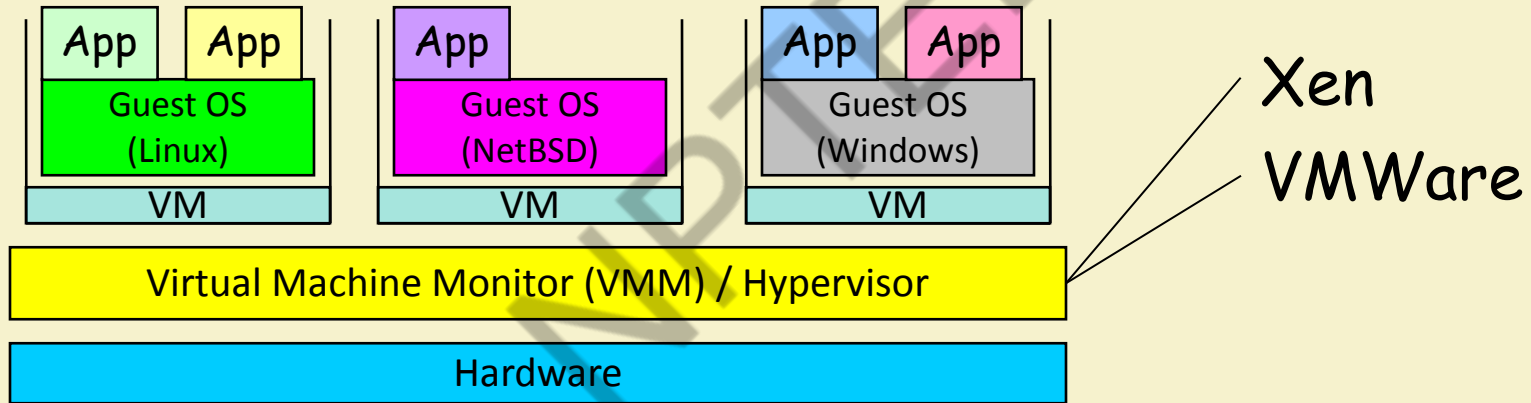 App App App App App
Guest OS Guest OS Guest OS
(Linux) (NetBSD) (Windows)
VM VM VM
Xen
VMWare
Virtual Machine Monitor (VMM) / Hypervisor
Hardware
NPTE